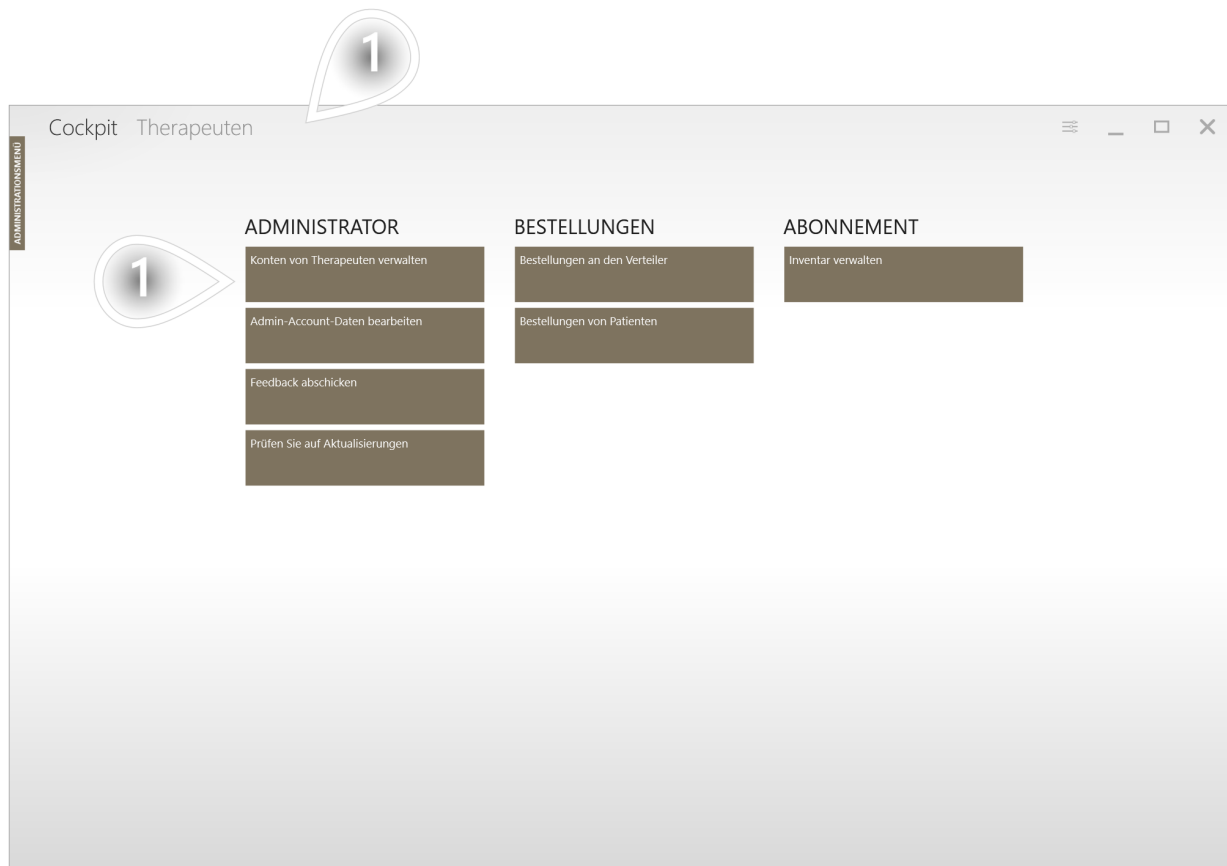 1
Cockpit Therapeuten
ADMINISTRATIONSMENÜ
ADMINISTRATOR
1
Konten von Therapeuten verwalten
Admin-Account-Daten bearbeiten
Feedback abschicken
Prüfen Sie auf Aktualisierungen
BESTELLUNGEN
Bestellungen an den Verteiler
Bestellungen von Patienten
ABONNEMENT
Inventar verwalten